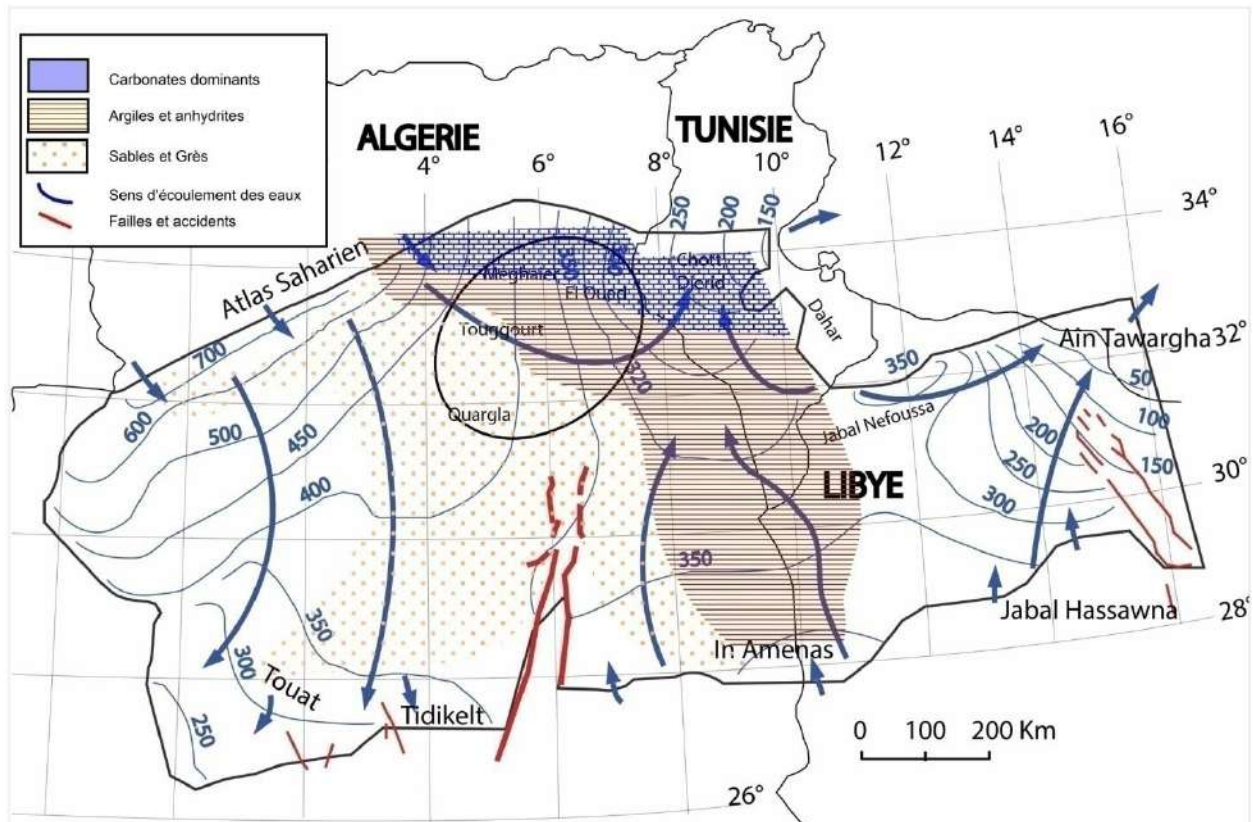 Carbonates dominants
Argiles et anhydrites
Sables et Grès
Sens d'écoulement des eaux
Failles et accidents
ALGERIE
TUNISIE
4°
6°
8°
10°
12°
14°
16°
34°
250
200
150
Atlas Saharien
Meghaier
El Oued
Chott
Djerid
Dahar
Touggourt
700
320
350
Ain Tawargha
32°
50
600
500
450
Quargla
Jabal Nefoussa
100
200
150
250
30°
400
LIBYE
300
350
350
Jabal Hassawna
28°
300
In Amenas
Touat
250
Tidikelt
0 100 200 Km
26°